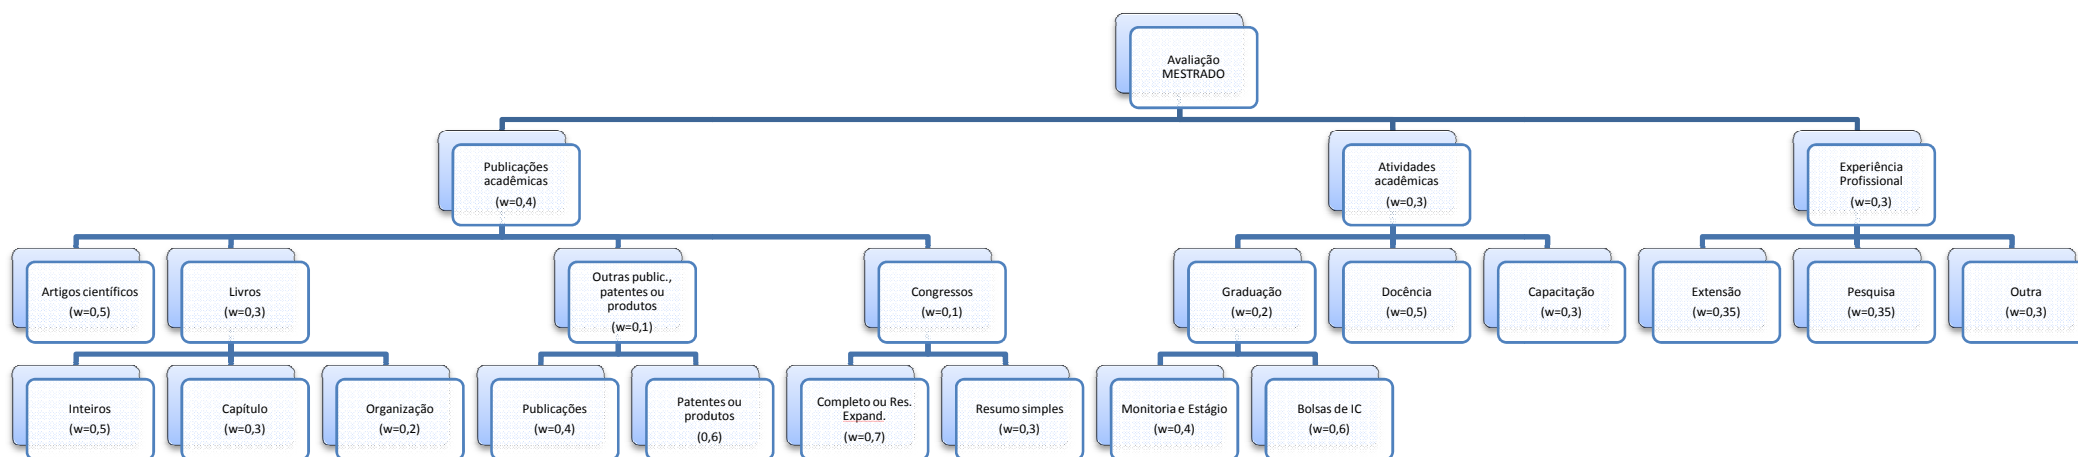 Avaliação
MESTRADO
Publicações
acadêmicas
(w=0,4)
Atividades
acadêmicas
(w=0,3)
Experiência
Profissional
(w=0,3)
Artigos científicos
(w=0,5)
Livros
(w=0,3)
Outras public.,
patentes ou
produtos
(w=0,1)
Congressos
(w=0,1)
Graduação
(w=0,2)
Docência
(w=0,5)
Capacitação
(w=0,3)
Extensão
(w=0,35)
Pesquisa
(w=0,35)
Outra
(w=0,3)
Inteiros
(w=0,5)
Capítulo
(w=0,3)
Organização
(w=0,2)
Publicações
(w=0,4)
Patentes ou
produtos
(0,6)
Completo ou Res.
Expand.
(w=0,7)
Resumo simples
(w=0,3)
Monitoria e Estágio
(w=0,4)
Bolsas de IC
(w=0,6)